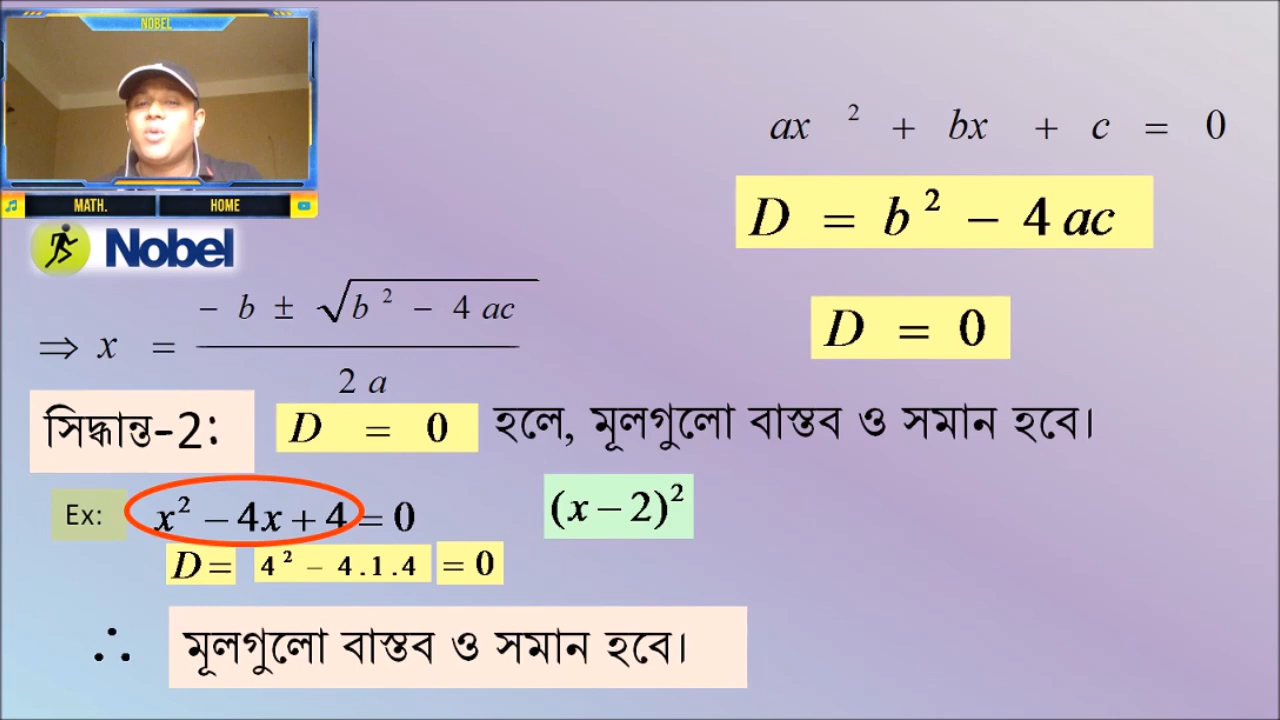 NOBEL
MATH. HOME
Nobel
ax² + bx + c = 0
D = b² − 4ac
⇒ x = (− b ± √(b² − 4ac)) / 2a
D = 0
সিদ্ধান্ত-2: D = 0 হলে, মূলগুলো বাস্তব ও সমান হবে।
Ex: x² − 4x + 4 = 0 (x − 2)²
D = 4² − 4.1.4 = 0
∴ মূলগুলো বাস্তব ও সমান হবে।